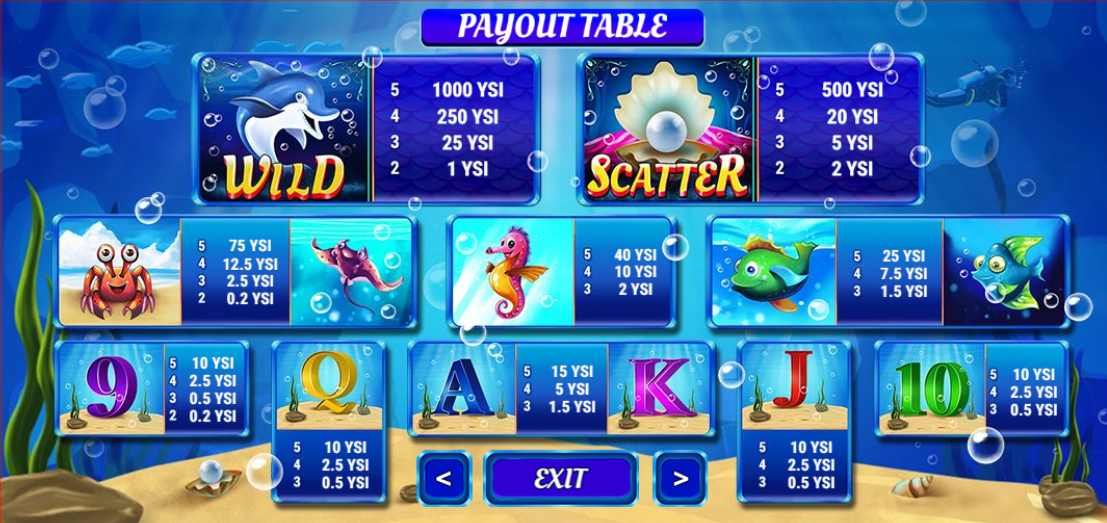 PAYOUT TABLE
WILD
5 1000 YSI
4 250 YSI
3 25 YSI
2 1 YSI
SCATTER
5 500 YSI
4 20 YSI
3 5 YSI
2 2 YSI
5 75 YSI
4 12.5 YSI
3 2.5 YSI
2 0.2 YSI
5 40 YSI
4 10 YSI
3 2 YSI
5 25 YSI
4 7.5 YSI
3 1.5 YSI
9
5 10 YSI
4 2.5 YSI
3 0.5 YSI
2 0.2 YSI
Q
5 10 YSI
4 2.5 YSI
3 0.5 YSI
A
5 15 YSI
4 5 YSI
3 1.5 YSI
K
J
5 10 YSI
4 2.5 YSI
3 0.5 YSI
10
5 10 YSI
4 2.5 YSI
3 0.5 YSI
< EXIT >